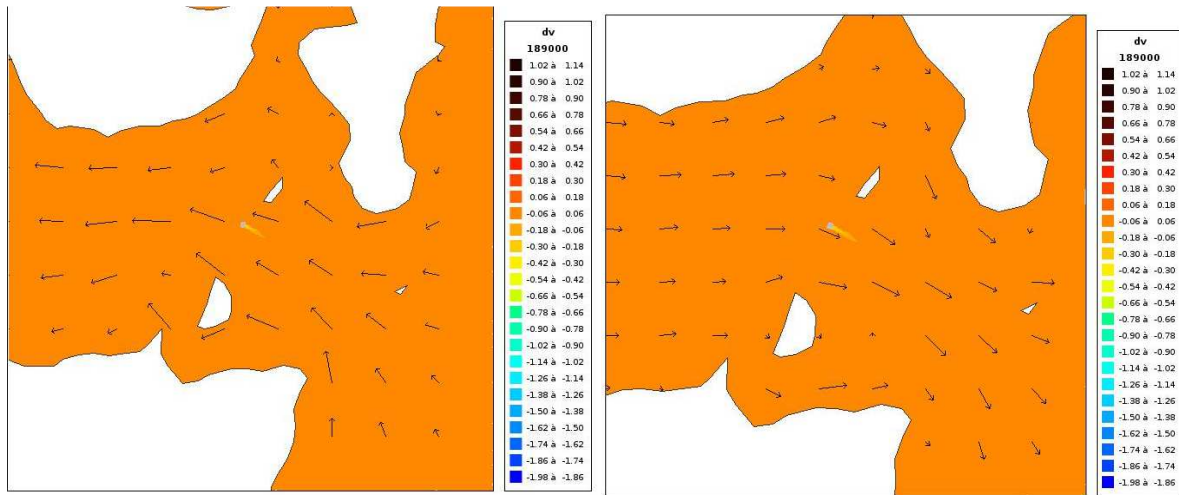 dv
189000
1.02 à 1.14
0.90 à 1.02
0.78 à 0.90
0.66 à 0.78
0.54 à 0.66
0.42 à 0.54
0.30 à 0.42
0.18 à 0.30
0.06 à 0.18
-0.06 à 0.06
-0.18 à -0.06
-0.30 à -0.18
-0.42 à -0.30
-0.54 à -0.42
-0.66 à -0.54
-0.78 à -0.66
-0.90 à -0.78
-1.02 à -0.90
-1.14 à -1.02
-1.26 à -1.14
-1.38 à -1.26
-1.50 à -1.38
-1.62 à -1.50
-1.74 à -1.62
-1.86 à -1.74
-1.98 à -1.86
dv
189000
1.02 à 1.14
0.90 à 1.02
0.78 à 0.90
0.66 à 0.78
0.54 à 0.66
0.42 à 0.54
0.30 à 0.42
0.18 à 0.30
0.06 à 0.18
-0.06 à 0.06
-0.18 à -0.06
-0.30 à -0.18
-0.42 à -0.30
-0.54 à -0.42
-0.66 à -0.54
-0.78 à -0.66
-0.90 à -0.78
-1.02 à -0.90
-1.14 à -1.02
-1.26 à -1.14
-1.38 à -1.26
-1.50 à -1.38
-1.62 à -1.50
-1.74 à -1.62
-1.86 à -1.74
-1.98 à -1.86